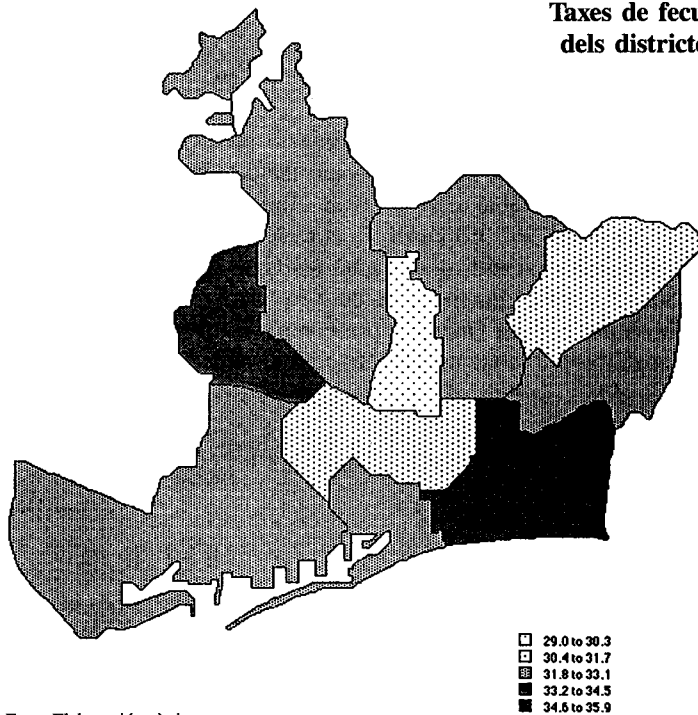 Taxes de fecu
dels districte
29.0 to 30.3
30.4 to 31.7
31.8 to 33.1
33.2 to 34.5
34.6 to 35.9